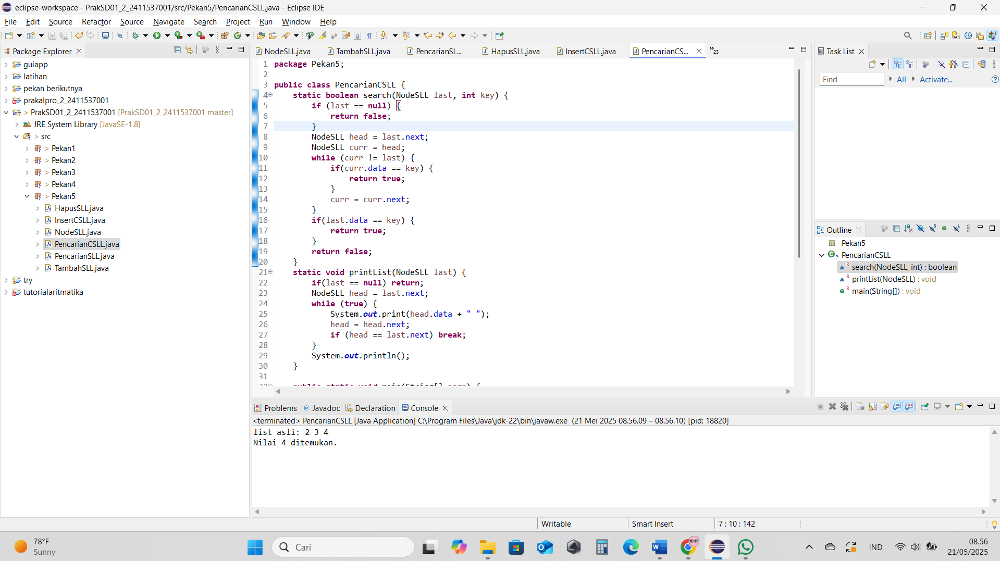 eclipse-workspace - PrakSD01_2_2411537001/src/Pekan5/PencarianCSLL.java - Eclipse IDE
File Edit Source Refactor Source Navigate Search Project Run Window Help
Package Explorer
guiapp
latihan
pekan berikutnya
prakalpro_2_2411537001
> PrakSD01_2_2411537001 [PrakSD01_2_2411537001 master]
JRE System Library [JavaSE-1.8]
> src
> Pekan1
> Pekan2
> Pekan3
> Pekan4
> Pekan5
HapusSLL.java
InsertCSLL.java
NodeSLL.java
PencarianCSLL.java
PencarianSLL.java
TambahSLL.java
try
tutorialaritmatika
NodeSLL.java TambahSLL.java PencarianSL... HapusSLL.java InsertCSLL.java PencarianCS... »23
1 package Pekan5;
2
3 public class PencarianCSLL {
4 static boolean search(NodeSLL last, int key) {
5 if (last == null) {
6 return false;
7 }
8 NodeSLL head = last.next;
9 NodeSLL curr = head;
10 while (curr != last) {
11 if(curr.data == key) {
12 return true;
13 }
14 curr = curr.next;
15 }
16 if(last.data == key) {
17 return true;
18 }
19 return false;
20 }
21 static void printList(NodeSLL last) {
22 if(last == null) return;
23 NodeSLL head = last.next;
24 while (true) {
25 System.out.print(head.data + " ");
26 head = head.next;
27 if (head == last.next) break;
28 }
29 System.out.println();
30 }
31
32 public static void main(String[] args) {
Task List
Find All Activate...
Outline
Pekan5
PencarianCSLL
search(NodeSLL, int) : boolean
printList(NodeSLL) : void
main(String[]) : void
Problems Javadoc Declaration Console
<terminated> PencarianCSLL [Java Application] C:\Program Files\Java\jdk-22\bin\javaw.exe (21 Mei 2025 08.56.09 – 08.56.10) [pid: 18820]
list asli: 2 3 4
Nilai 4 ditemukan.
Writable Smart Insert 7 : 10 : 142
78°F
Sunny
Cari
IND
08.56
21/05/2025